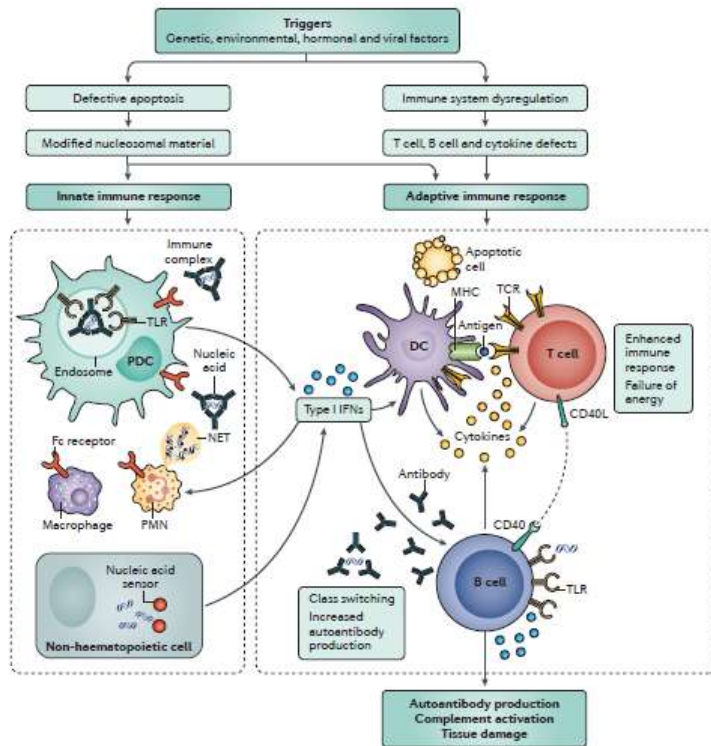 Triggers
Genetic, environmental, hormonal and viral factors
Defective apoptosis
Immune system dysregulation
Modified nucleosomal material
T cell, B cell and cytokine defects
Innate immune response
Adaptive immune response
Immune
complex
TLR
Endosome
PDC
Nucleic
acid
NET
Fc receptor
Macrophage
PMN
Nucleic acid
sensor
Non-haematopoietic cell
Type I IFNs
Apoptotic
cell
MHC
TCR
DC
Antigen
T cell
Enhanced
immune
response
Failure of
energy
CD40L
Cytokines
Antibody
CD40
B cell
TLR
Class switching
Increased
autoantibody
production
Autoantibody production
Complement activation
Tissue damage